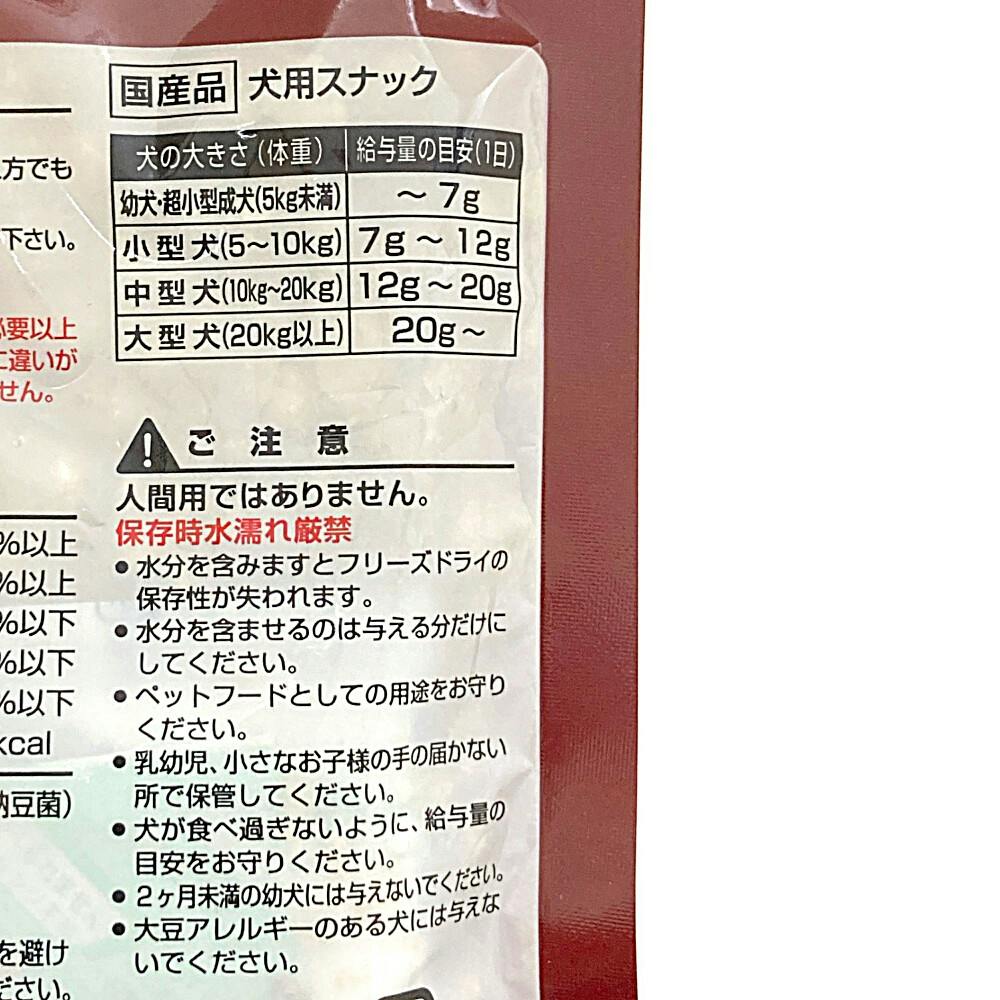 国産品 犬用スナック
犬の大きさ（体重） 給与量の目安(1日)
幼犬・超小型成犬(5kg未満) ～7g
小型犬(5～10kg) 7g～12g
中型犬(10kg～20kg) 12g～20g
大型犬(20kg以上) 20g～
ご注意
人間用ではありません。
保存時水濡れ厳禁
●水分を含みますとフリーズドライの
保存性が失われます。
●水分を含ませるのは与える分だけに
してください。
●ペットフードとしての用途をお守り
ください。
●乳幼児、小さなお子様の手の届かない
所で保管してください。
●犬が食べ過ぎないように、給与量の
目安をお守りください。
●2ヶ月未満の幼犬には与えないでください。
●大豆アレルギーのある犬には与えな
いでください。
方でも
下さい。
必要以上
に違いが
せん。
%以上
%以上
%以下
%以下
%以下
kcal
納豆菌）
を避け
ださい。